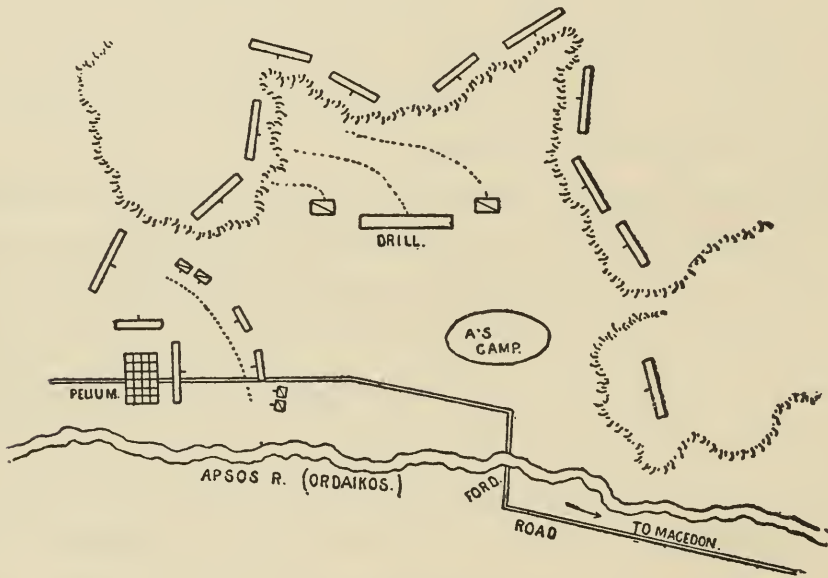 DRILL.
A'S
CAMP.
PELIUM.
APSOS R. (ORDAIKOS.)
FORD.
ROAD
TO MACEDON.